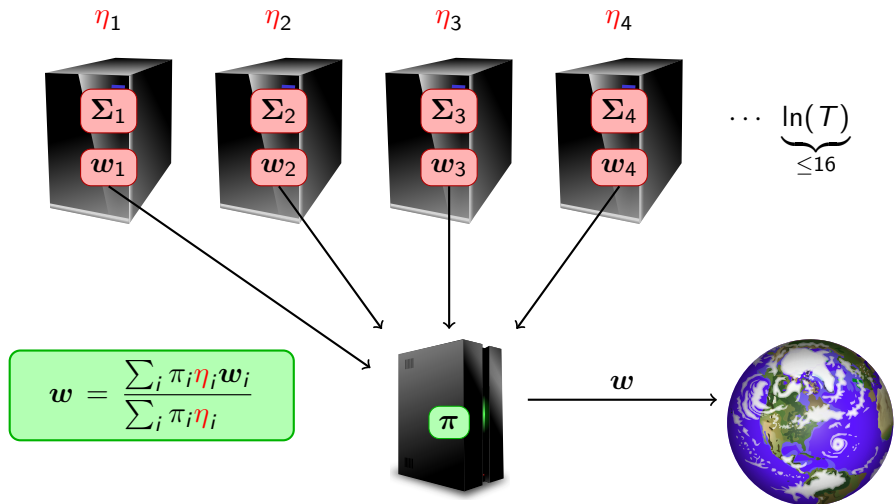 η₁ η₂ η₃ η₄
Σ₁ Σ₂ Σ₃ Σ₄ ⋯ ln(T)
≤16
w₁ w₂ w₃ w₄
w = ∑ᵢ πᵢηᵢwᵢ / ∑ᵢ πᵢηᵢ
w
π